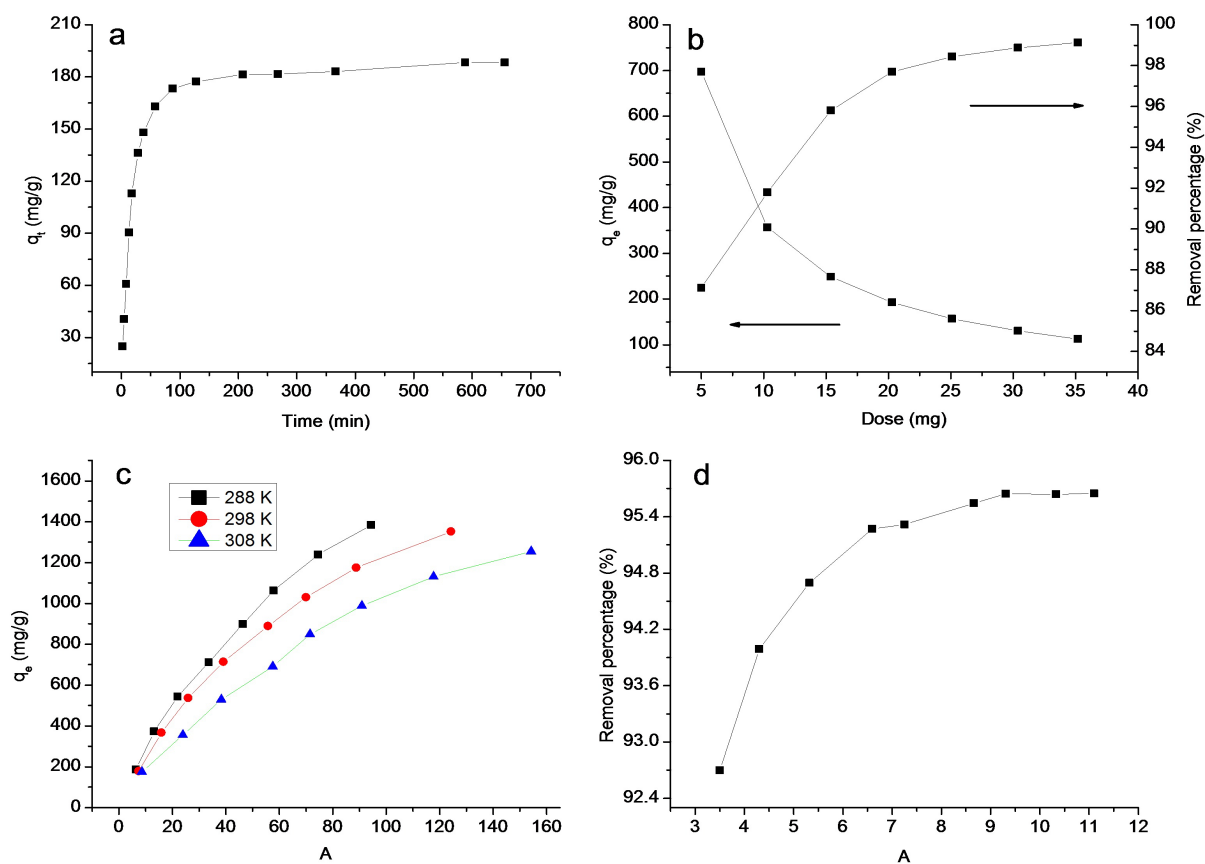 a
210
180
150
120
90
60
30
q_t (mg/g)
0 100 200 300 400 500 600 700
Time (min)
b
800
700
600
500
400
300
200
100
q_e (mg/g)
0 5 10 15 20 25 30 35 40
Dose (mg)
100
98
96
94
92
90
88
86
84
Removal percentage (%)
c
288 K
298 K
308 K
1600
1400
1200
1000
800
600
400
200
0
q_e (mg/g)
0 20 40 60 80 100 120 140 160
A
d
96.0
95.4
94.8
94.2
93.6
93.0
92.4
Removal percentage (%)
3 4 5 6 7 8 9 10 11 12
A